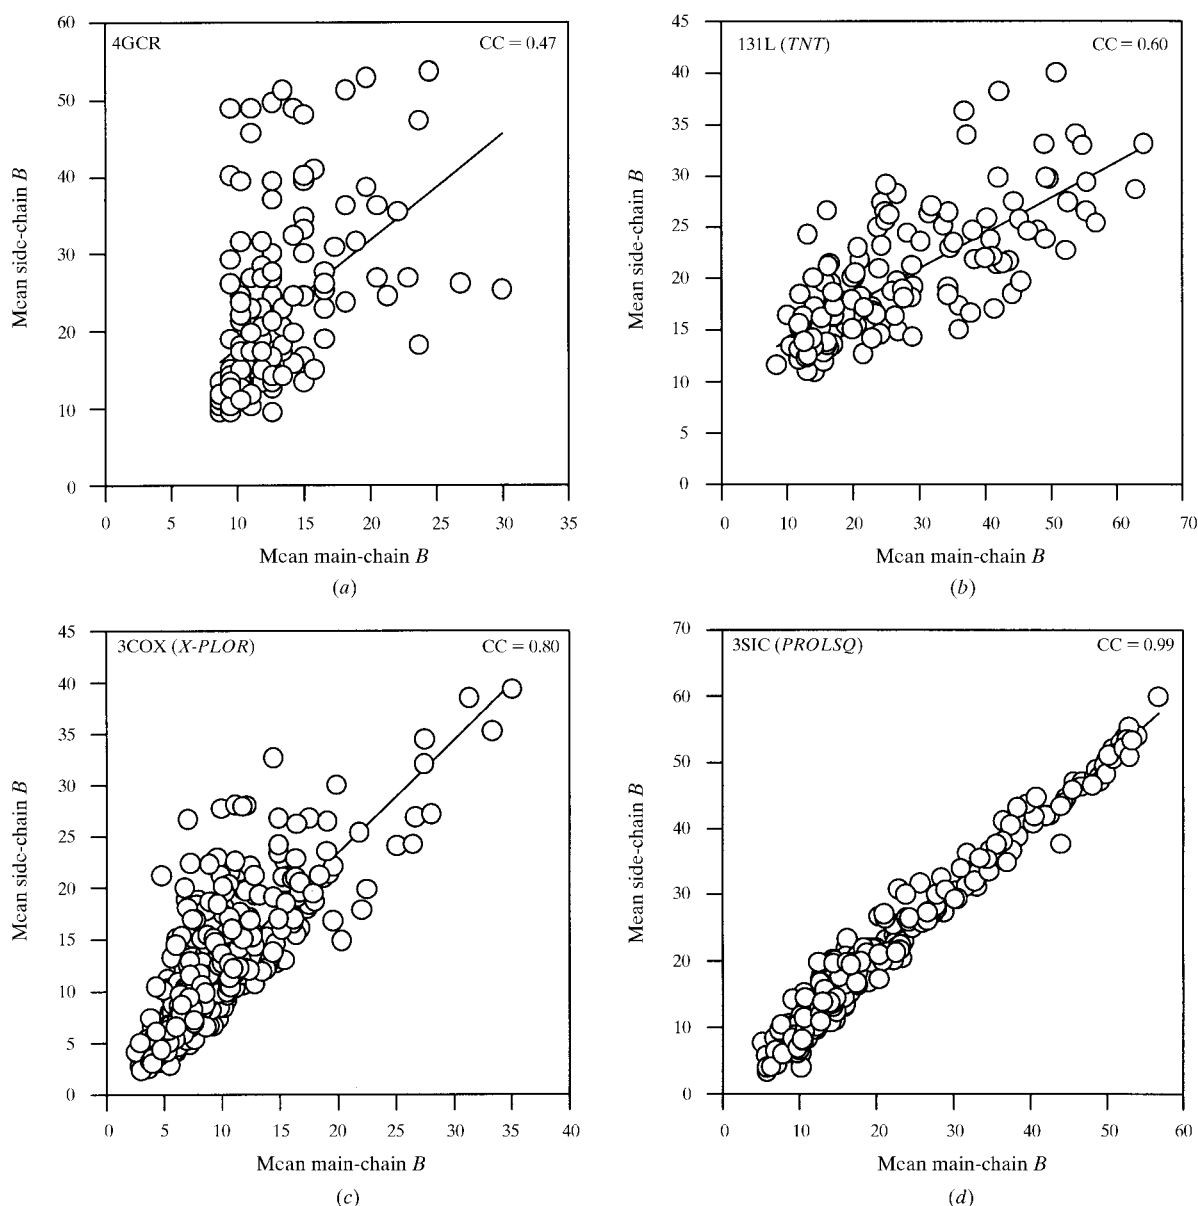 60
50
40
30
20
10
0
4GCR
CC = 0.47
Mean side-chain B
0 5 10 15 20 25 30 35
Mean main-chain B
(a)
45
40
35
30
25
20
15
10
5
0
131L (TNT)
CC = 0.60
Mean side-chain B
0 10 20 30 40 50 60 70
Mean main-chain B
(b)
45
40
35
30
25
20
15
10
5
0
3COX (X-PLOR)
CC = 0.80
Mean side-chain B
0 5 10 15 20 25 30 35 40
Mean main-chain B
(c)
70
60
50
40
30
20
10
0
3SIC (PROLSQ)
CC = 0.99
Mean side-chain B
0 10 20 30 40 50 60
Mean main-chain B
(d)